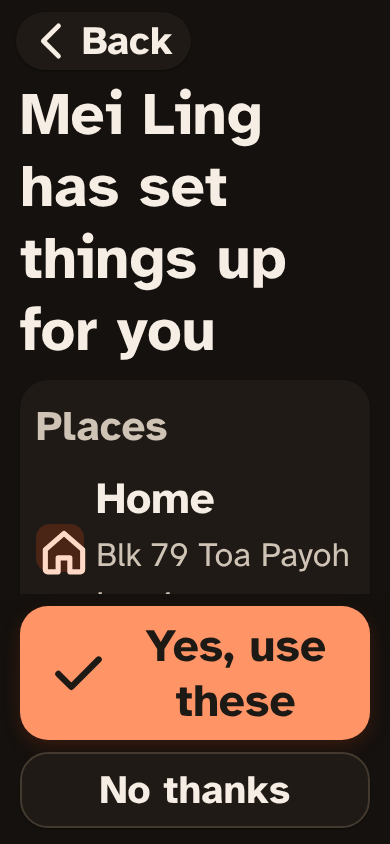 Back
Mei Ling
has set
things up
for you
Places
Home
Blk 79 Toa Payoh
Yes, use
these
No thanks